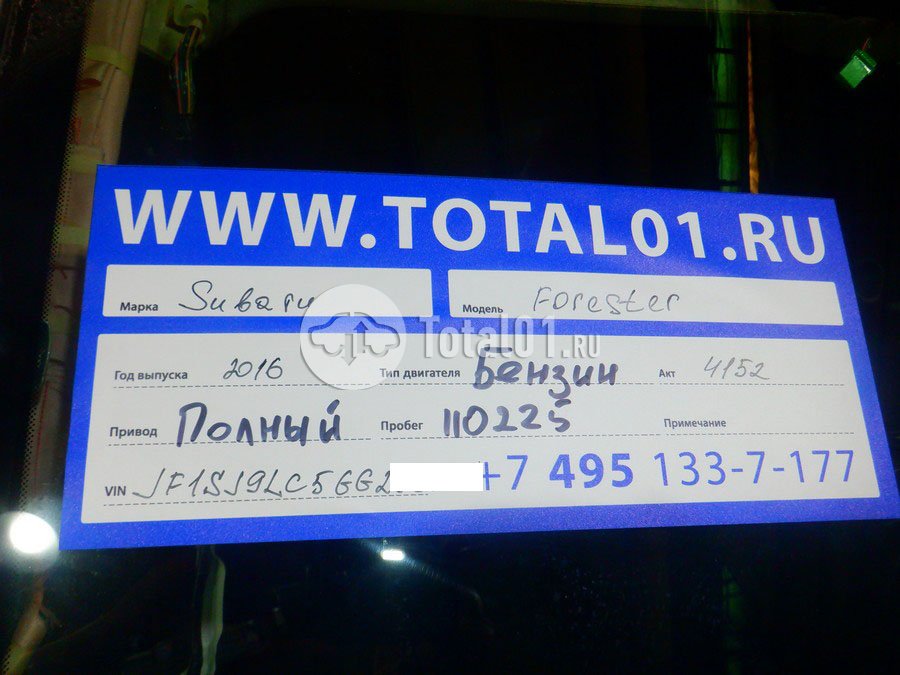 WWW.TOTAL01.RU
Марка Subaru Модель Forester
Total01.RU
Год выпуска 2016 Тип двигателя Бензин Акт 4152
Привод Полный Пробег 110225 Примечание
VIN JF1SJ9LC5GG2 +7 495 133-7-177